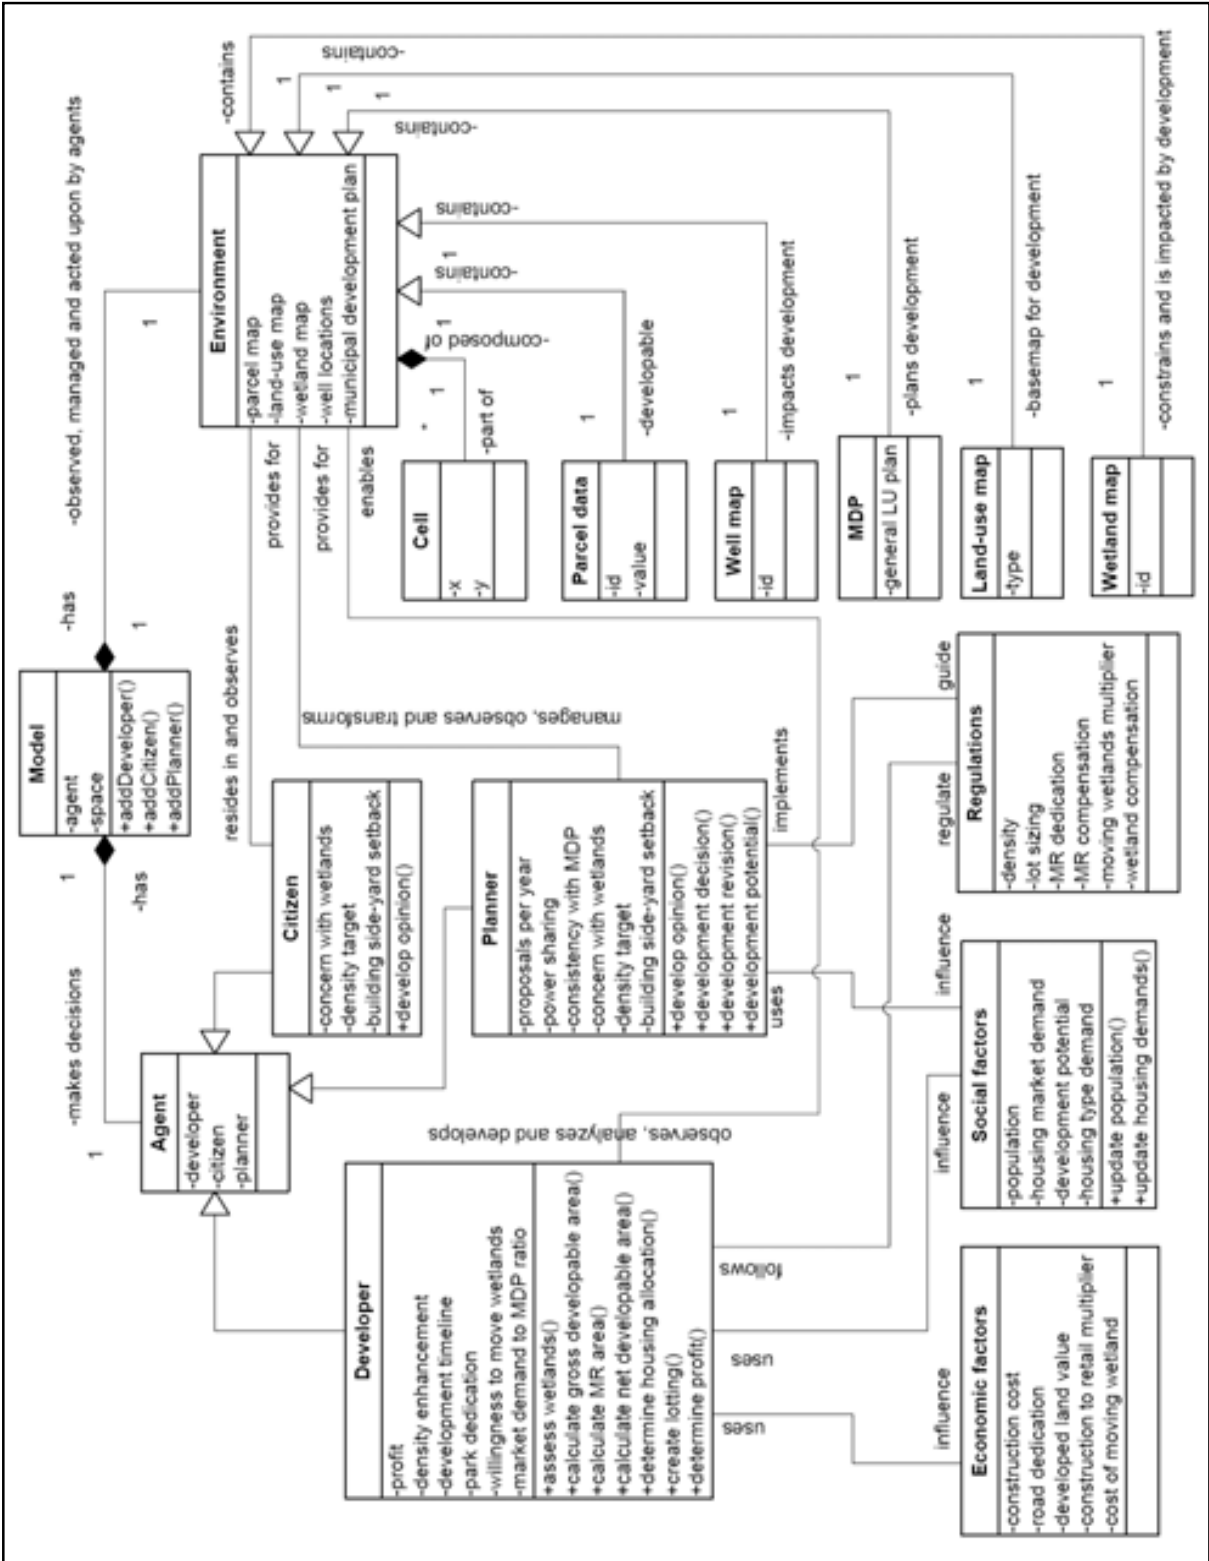 Model
-agent
-space
+addDeveloper()
+addCitizen()
+addPlanner()
1
-has
-makes decisions
1
-has
1
-observed, managed and acted upon by agents
1
Agent
-developer
-citizen
-planner
Environment
-parcel map
-land-use map
-wetland map
-well locations
-municipal development plan
-contains
1
-contains
1
-contains
1
-contains
1
-contains
1
-composed of
1
*
-part of
1
-developable
1
-impacts development
1
-plans development
1
-basemap for development
1
-constrains and is impacted by development
provides for
provides for
enables
resides in and observes
manages, observes and transforms
observes, analyzes and develops
Citizen
-concern with wetlands
-density target
-building side-yard setback
+develop opinion()
Planner
-proposals per year
-power sharing
-consistency with MDP
-concern with wetlands
-density target
-building side-yard setback
+develop opinion()
+development decision()
+development revision()
+development potential()
uses
implements
Developer
-profit
-density enhancement
-development timeline
-park dedication
-willingness to move wetlands
-market demand to MDP ratio
+assess wetlands()
+calculate gross developable area()
+calculate MR area()
+calculate net developable area()
+determine housing allocation()
+create lotting()
+determine profit()
uses
uses
follows
Cell
-x
-y
Parcel data
-id
-value
Well map
-id
MDP
-general LU plan
Land-use map
-type
Wetland map
-id
influence
influence
influence
regulate
guide
Economic factors
-construction cost
-road dedication
-developed land value
-construction to retail multiplier
-cost of moving wetland
Social factors
-population
-housing market demand
-development potential
-housing type demand
+update population()
+update housing demands()
Regulations
-density
-lot sizing
-MR dedication
-MR compensation
-moving wetlands multiplier
-wetland compensation